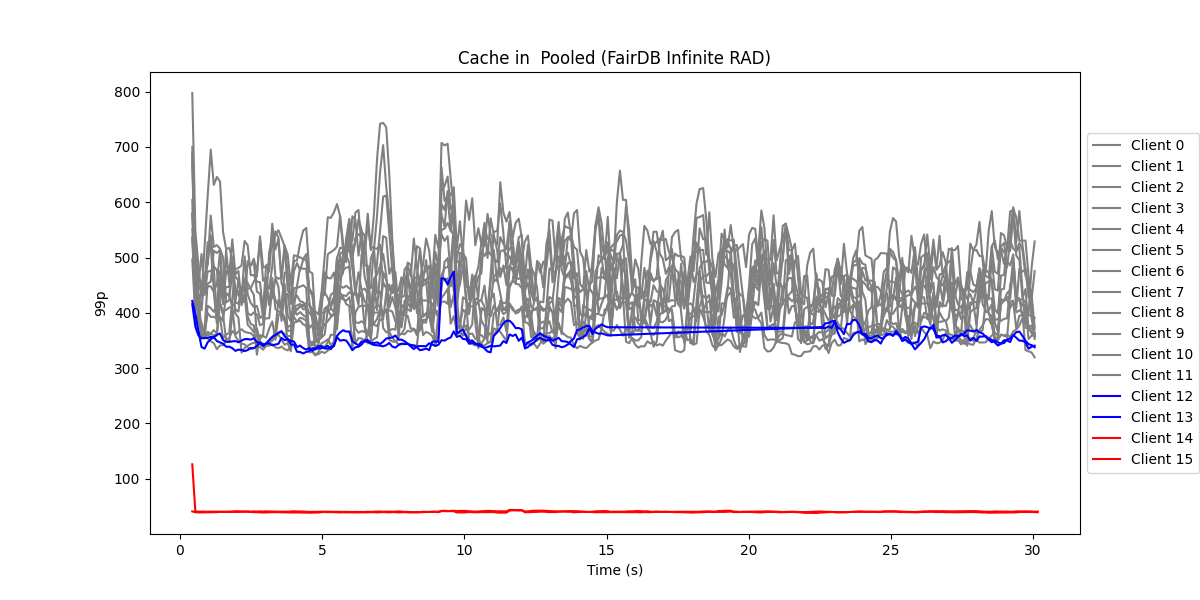 Cache in  Pooled (FairDB Infinite RAD)
99p
800
700
600
500
400
300
200
100
0
5
10
15
20
25
30
Time (s)
Client 0
Client 1
Client 2
Client 3
Client 4
Client 5
Client 6
Client 7
Client 8
Client 9
Client 10
Client 11
Client 12
Client 13
Client 14
Client 15